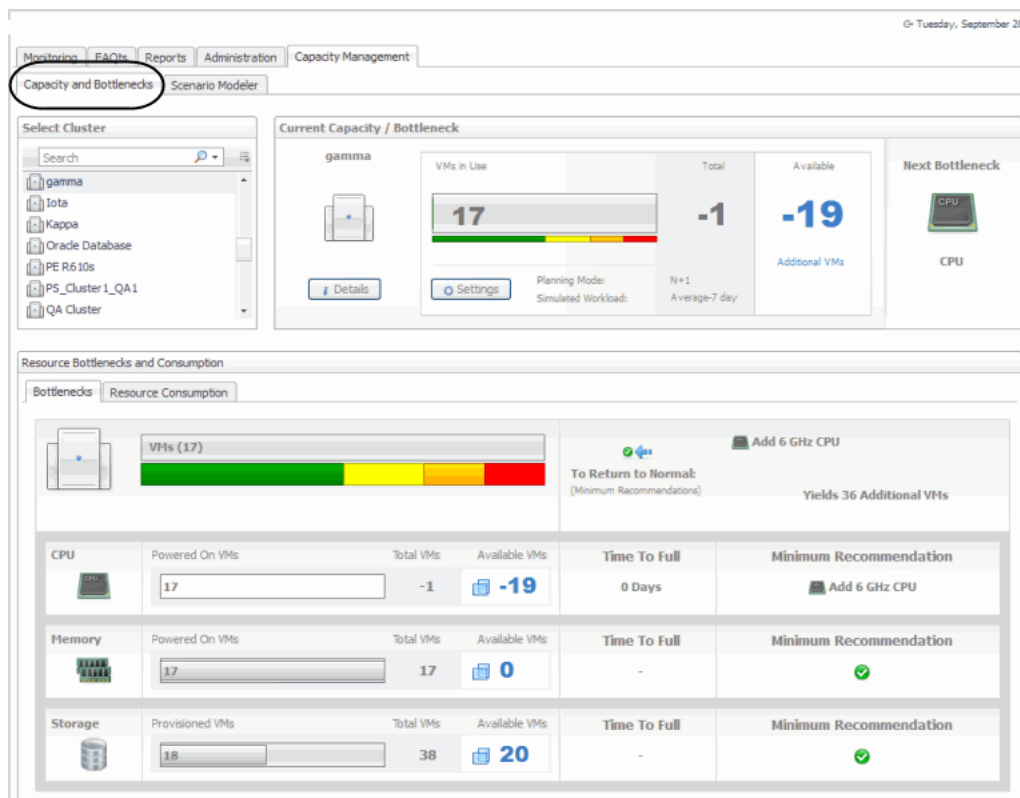 Tuesday, September 20
Monitoring FAQts Reports Administration Capacity Management
Capacity and Bottlenecks Scenario Modeler
Select Cluster
Search
gamma
Iota
Kappa
Oracle Database
PE R610s
PS_Cluster1_QA1
QA Cluster
Current Capacity / Bottleneck
gamma
Details
VMs in Use
17
Settings
Total
-1
Available
-19
Additional VMs
Planning Mode: N+1
Simulated Workload: Average-7 day
Next Bottleneck
CPU
CPU
Resource Bottlenecks and Consumption
Bottlenecks Resource Consumption
VMs (17)
To Return to Normal:
(Minimum Recommendations)
Add 6 GHz CPU
Yields 36 Additional VMs
CPU Powered On VMs Total VMs Available VMs Time To Full Minimum Recommendation
CPU 17 -1 -19 0 Days Add 6 GHz CPU
Memory Powered On VMs Total VMs Available VMs Time To Full Minimum Recommendation
17 17 0 -
Storage Provisioned VMs Total VMs Available VMs Time To Full Minimum Recommendation
18 38 20 -